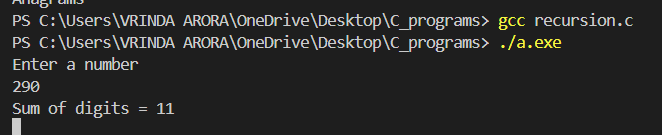 Anagrams
PS C:\Users\VRINDA ARORA\OneDrive\Desktop\C_programs> gcc recursion.c
PS C:\Users\VRINDA ARORA\OneDrive\Desktop\C_programs> ./a.exe
Enter a number
290
Sum of digits = 11